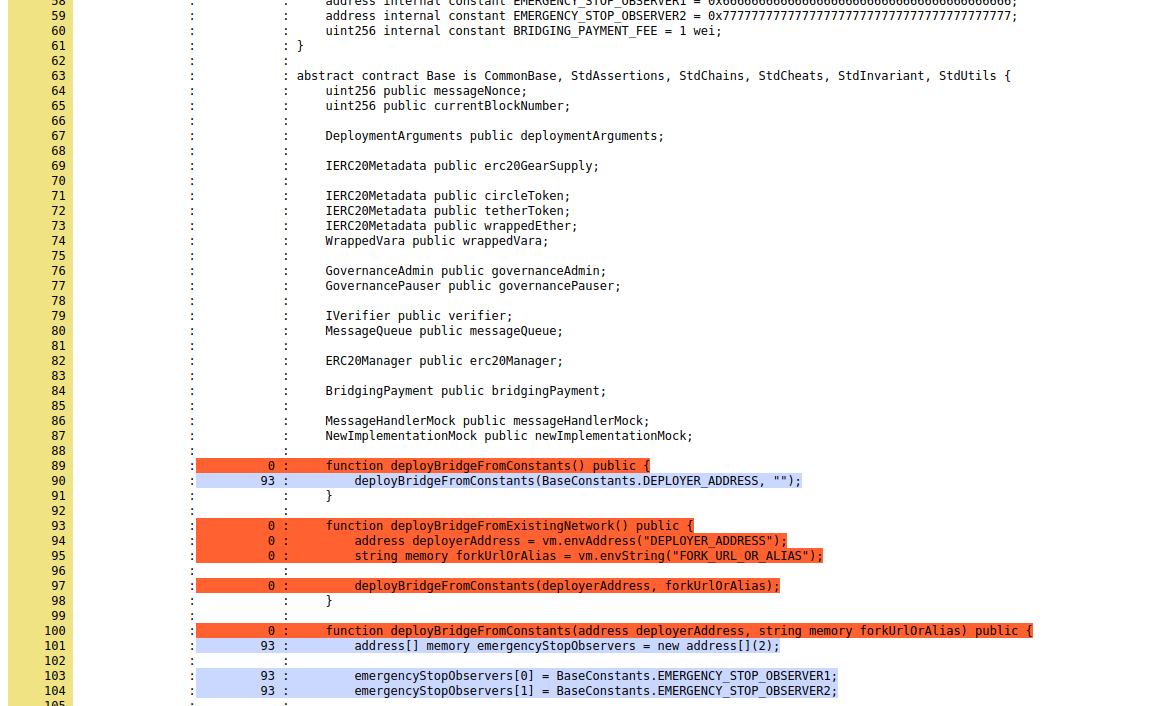 58 : : address internal constant EMERGENCY_STOP_OBSERVER1 = 0x6666666666666666666666666666666666666666;
59 : : address internal constant EMERGENCY_STOP_OBSERVER2 = 0x7777777777777777777777777777777777777777;
60 : : uint256 internal constant BRIDGING_PAYMENT_FEE = 1 wei;
61 : : }
62 : :
63 : : abstract contract Base is CommonBase, StdAssertions, StdChains, StdCheats, StdInvariant, StdUtils {
64 : : uint256 public messageNonce;
65 : : uint256 public currentBlockNumber;
66 : :
67 : : DeploymentArguments public deploymentArguments;
68 : :
69 : : IERC20Metadata public erc20GearSupply;
70 : :
71 : : IERC20Metadata public circleToken;
72 : : IERC20Metadata public tetherToken;
73 : : IERC20Metadata public wrappedEther;
74 : : WrappedVara public wrappedVara;
75 : :
76 : : GovernanceAdmin public governanceAdmin;
77 : : GovernancePauser public governancePauser;
78 : :
79 : : IVerifier public verifier;
80 : : MessageQueue public messageQueue;
81 : :
82 : : ERC20Manager public erc20Manager;
83 : :
84 : : BridgingPayment public bridgingPayment;
85 : :
86 : : MessageHandlerMock public messageHandlerMock;
87 : : NewImplementationMock public newImplementationMock;
88 : :
89 : 0 : function deployBridgeFromConstants() public {
90 : 93 : deployBridgeFromConstants(BaseConstants.DEPLOYER_ADDRESS, "");
91 : : }
92 : :
93 : 0 : function deployBridgeFromExistingNetwork() public {
94 : 0 : address deployerAddress = vm.envAddress("DEPLOYER_ADDRESS");
95 : 0 : string memory forkUrlOrAlias = vm.envString("FORK_URL_OR_ALIAS");
96 : :
97 : 0 : deployBridgeFromConstants(deployerAddress, forkUrlOrAlias);
98 : : }
99 : :
100 : 0 : function deployBridgeFromConstants(address deployerAddress, string memory forkUrlOrAlias) public {
101 : 93 : address[] memory emergencyStopObservers = new address[](2);
102 : :
103 : 93 : emergencyStopObservers[0] = BaseConstants.EMERGENCY_STOP_OBSERVER1;
104 : 93 : emergencyStopObservers[1] = BaseConstants.EMERGENCY_STOP_OBSERVER2;
105 : :